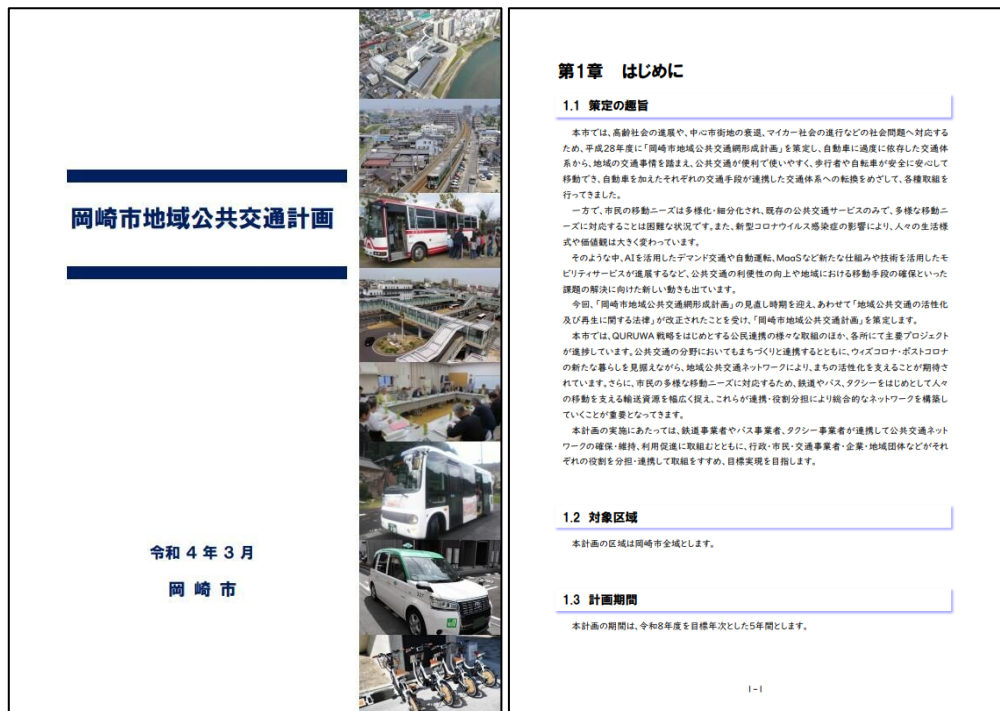 岡崎市地域公共交通計画
令和4年3月
岡崎市
第1章 はじめに
1.1 策定の趣旨
本市では、高齢社会の進展や、中心市街地の衰退、マイカー社会の進行などの社会問題へ対応する
ため、平成28年度に「岡崎市地域公共交通網形成計画」を策定し、自動車に過度に依存した交通体
系から、地域の交通事情を踏まえ、公共交通が便利で使いやすく、歩行者や自転車が安全に安心して
移動でき、自動車を加えたそれぞれの交通手段が連携した交通体系への転換をめざして、各種取組を
行ってきました。
一方で、市民の移動ニーズは多様化・細分化され、既存の公共交通サービスのみで、多様な移動ニ
ーズに対応することは困難な状況です。また、新型コロナウイルス感染症の影響により、人々の生活様
式や価値観は大きく変わっています。
そのような中、AIを活用したデマンド交通や自動運転、MaaSなど新たな仕組みや技術を活用したモ
ビリティサービスが進展するなど、公共交通の利便性の向上や地域における移動手段の確保といった
課題の解決に向けた新しい動きも出ています。
今回、「岡崎市地域公共交通網形成計画」の見直し時期を迎え、あわせて「地域公共交通の活性化
及び再生に関する法律」が改正されたことを受け、「岡崎市地域公共交通計画」を策定します。
本市では、QURUWA戦略をはじめとする公民連携の様々な取組のほか、各所にて主要プロジェクト
が進捗しています。公共交通の分野においてもまちづくりと連携するとともに、ウィズコロナ・ポストコロナ
の新たな暮らしを見据えながら、地域公共交通ネットワークにより、まちの活性化を支えることが期待さ
れています。さらに、市民の多様な移動ニーズに対応するため、鉄道やバス、タクシーをはじめとして人々
の移動を支える輸送資源を幅広く捉え、これらが連携・役割分担により総合的なネットワークを構築し
ていくことが重要となってきます。
本計画の実施にあたっては、鉄道事業者やバス事業者、タクシー事業者が連携して公共交通ネット
ワークの確保・維持、利用促進に取組むとともに、行政・市民・交通事業者・企業・地域団体などがそれ
ぞれの役割を分担・連携して取組をすすめ、目標実現を目指します。
1.2 対象区域
本計画の区域は岡崎市全域とします。
1.3 計画期間
本計画の期間は、令和8年度を目標年次とした5年間とします。
1-1